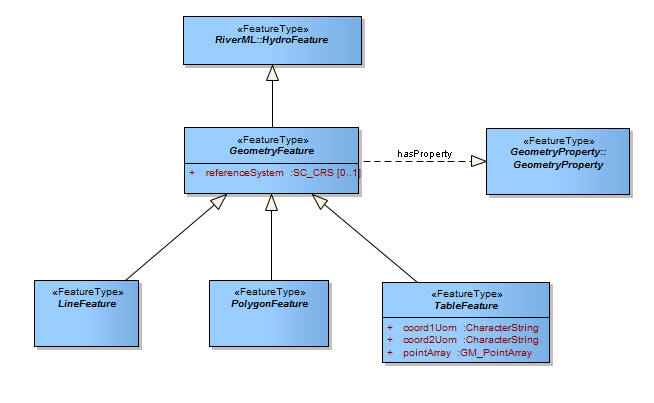 «FeatureType»
RiverML::HydroFeature
«FeatureType»
GeometryFeature
+ referenceSystem :SC_CRS [0..1]
hasProperty
«FeatureType»
GeometryProperty::
GeometryProperty
«FeatureType»
LineFeature
«FeatureType»
PolygonFeature
«FeatureType»
TableFeature
+ coord1Uom :CharacterString
+ coord2Uom :CharacterString
+ pointArray :GM_PointArray